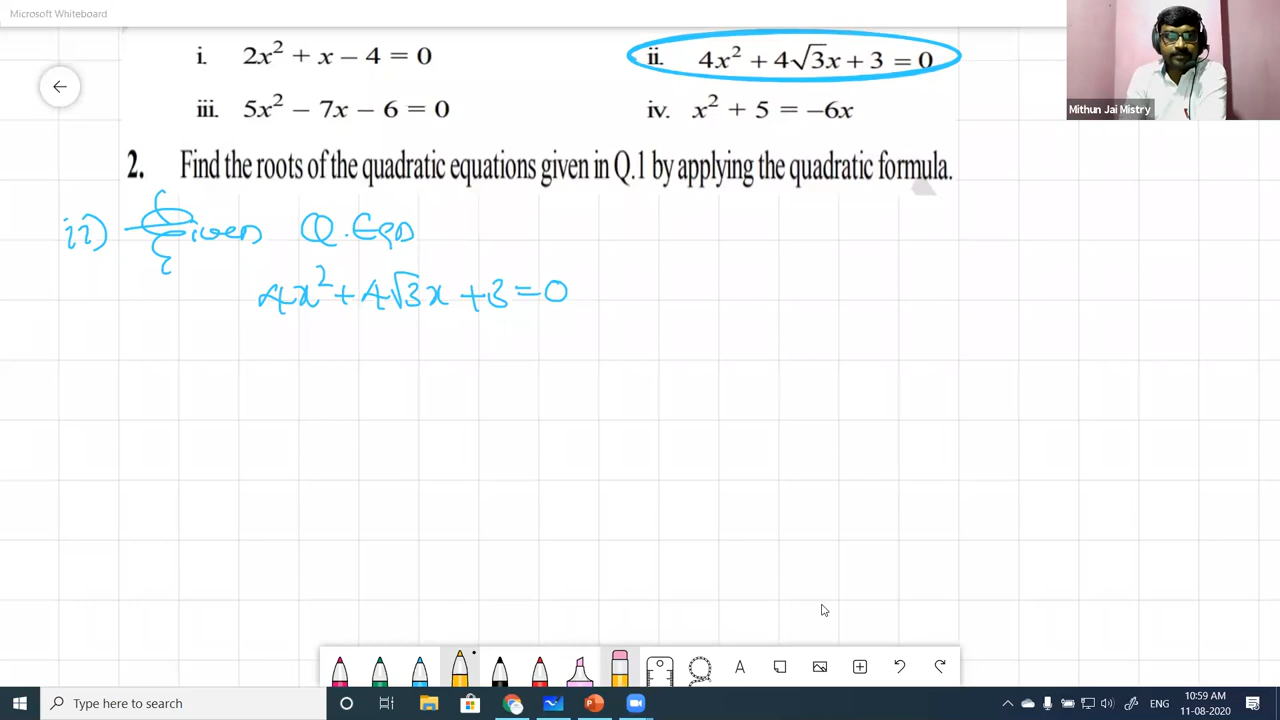 Microsoft Whiteboard
i. 2x² + x – 4 = 0
ii. 4x² + 4√3x + 3 = 0
iii. 5x² – 7x – 6 = 0
iv. x² + 5 = –6x
Mithun Jai Mistry
2. Find the roots of the quadratic equations given in Q.1 by applying the quadratic formula.
ii) Given Q.Eqn
4x² + 4√3x + 3 = 0
A
Type here to search
ENG
10:59 AM
11-08-2020